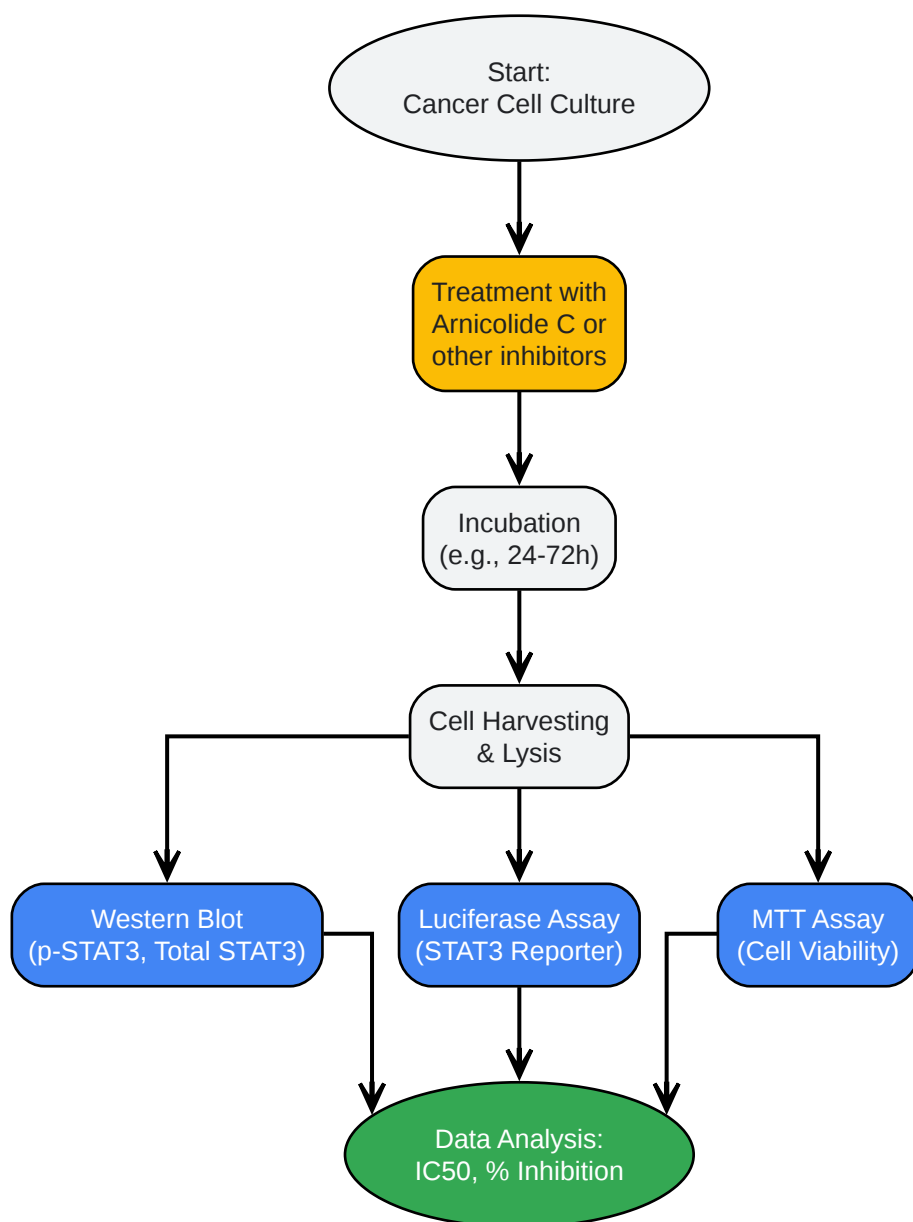 Start:
Cancer Cell Culture
Treatment with
Arnicolide C or
other inhibitors
Incubation
(e.g., 24-72h)
Cell Harvesting
& Lysis
Western Blot
(p-STAT3, Total STAT3)
Luciferase Assay
(STAT3 Reporter)
MTT Assay
(Cell Viability)
Data Analysis:
IC50, % Inhibition